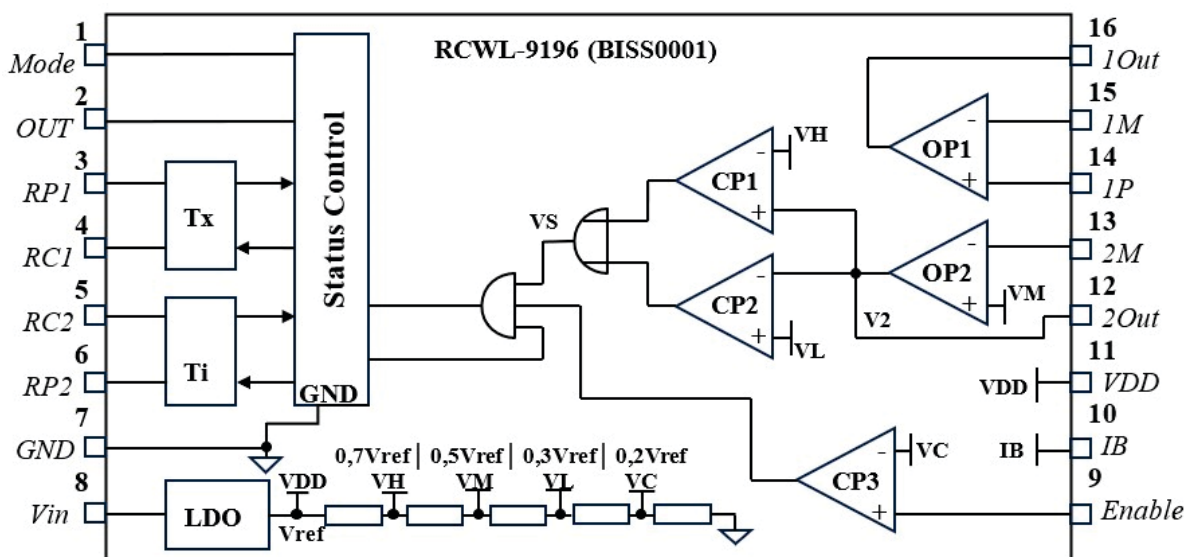 RCWL-9196 (BISS0001)
1
Mode
2
OUT
3
RP1
4
RC1
5
RC2
6
RP2
7
GND
8
Vin
Tx
Ti
Status Control
GND
LDO
VS
CP1
VH
CP2
VL
OP1
OP2
VM
V2
CP3
VC
0,7Vref | 0,5Vref | 0,3Vref | 0,2Vref
VDD VH VM VL VC
Vref
16
1Out
15
1M
14
1P
13
2M
12
2Out
11
VDD VDD
10
IB IB
9
Enable
- +
- +
- +
- +
- +